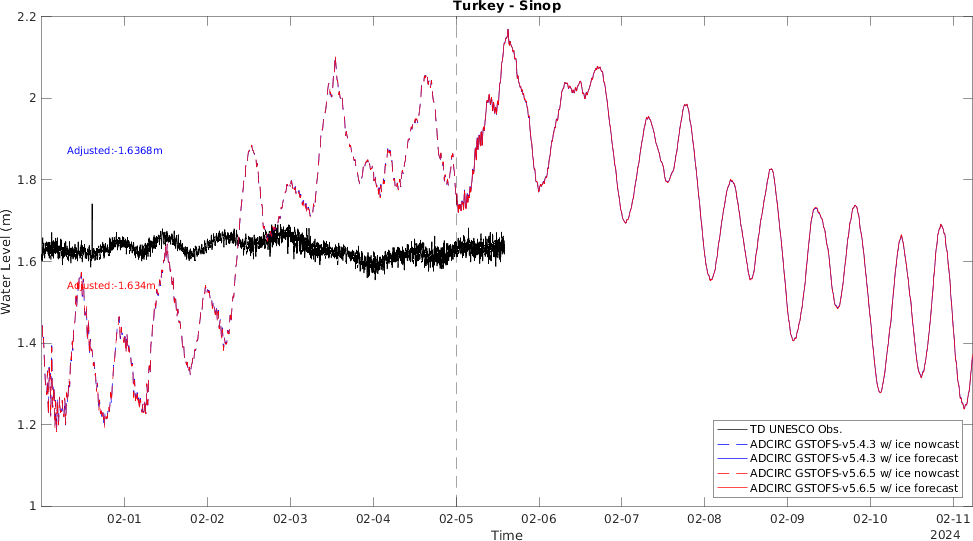 Turkey - Sinop
2.2
2
1.8
1.6
1.4
1.2
1
Water Level (m)
Adjusted:-1.6368m
Adjusted:-1.634m
TD UNESCO Obs.
ADCIRC GSTOFS-v5.4.3 w/ ice nowcast
ADCIRC GSTOFS-v5.4.3 w/ ice forecast
ADCIRC GSTOFS-v5.6.5 w/ ice nowcast
ADCIRC GSTOFS-v5.6.5 w/ ice forecast
02-01 02-02 02-03 02-04 02-05 02-06 02-07 02-08 02-09 02-10 02-11
Time
2024